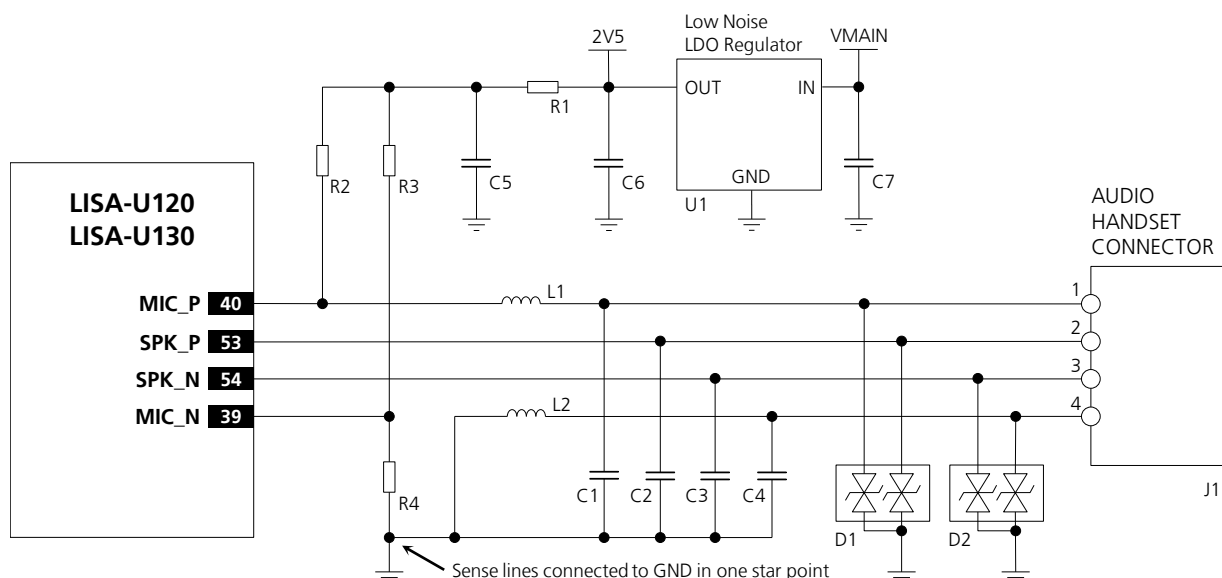 Low Noise
LDO Regulator
2V5
VMAIN
OUT
IN
R1
GND
R2
R3
C5
C6
U1
C7
LISA-U120
LISA-U130
AUDIO
HANDSET
CONNECTOR
MIC_P 40
L1
1
SPK_P 53
2
SPK_N 54
3
MIC_N 39
L2
4
R4
C1
C2
C3
C4
D1
D2
J1
Sense lines connected to GND in one star point